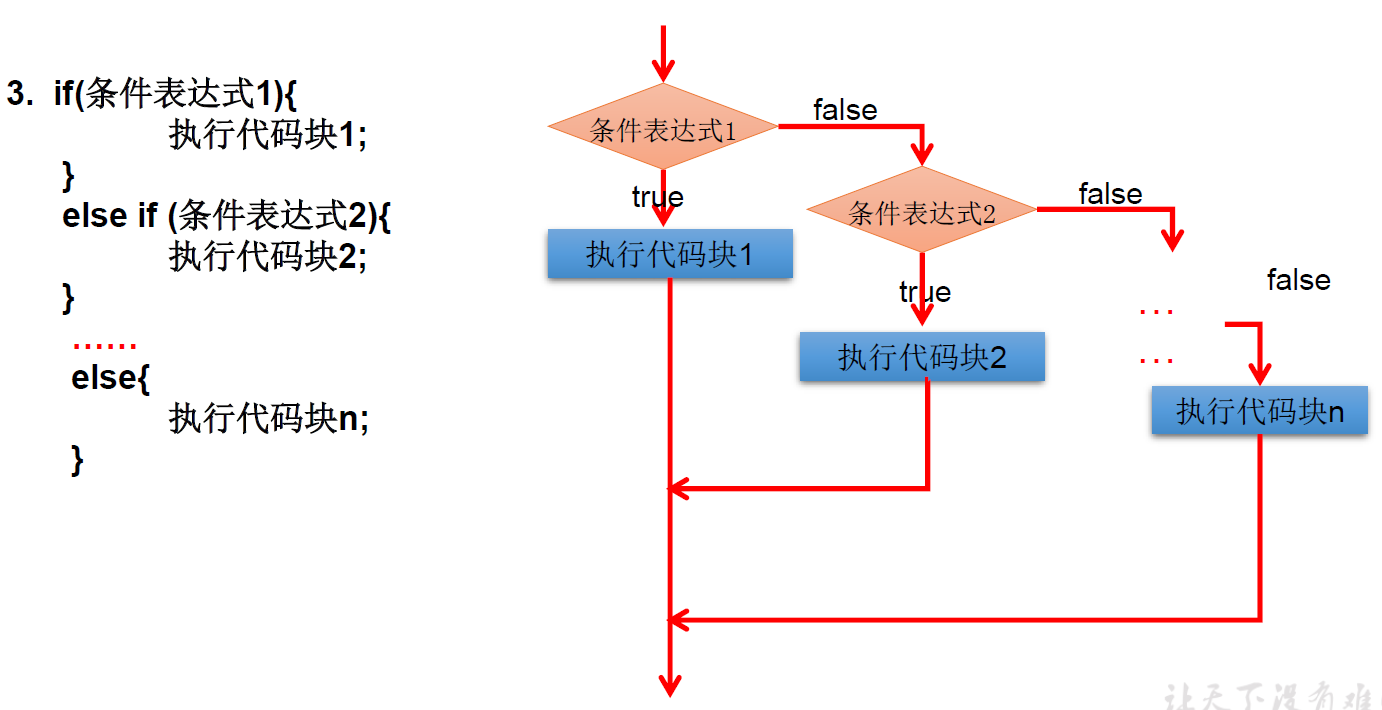 3. if(条件表达式1){
执行代码块1;
}
else if (条件表达式2){
执行代码块2;
}
……
else{
执行代码块n;
}
条件表达式1
false
true
执行代码块1
条件表达式2
false
true
执行代码块2
false
...
...
执行代码块n
让天下没有难